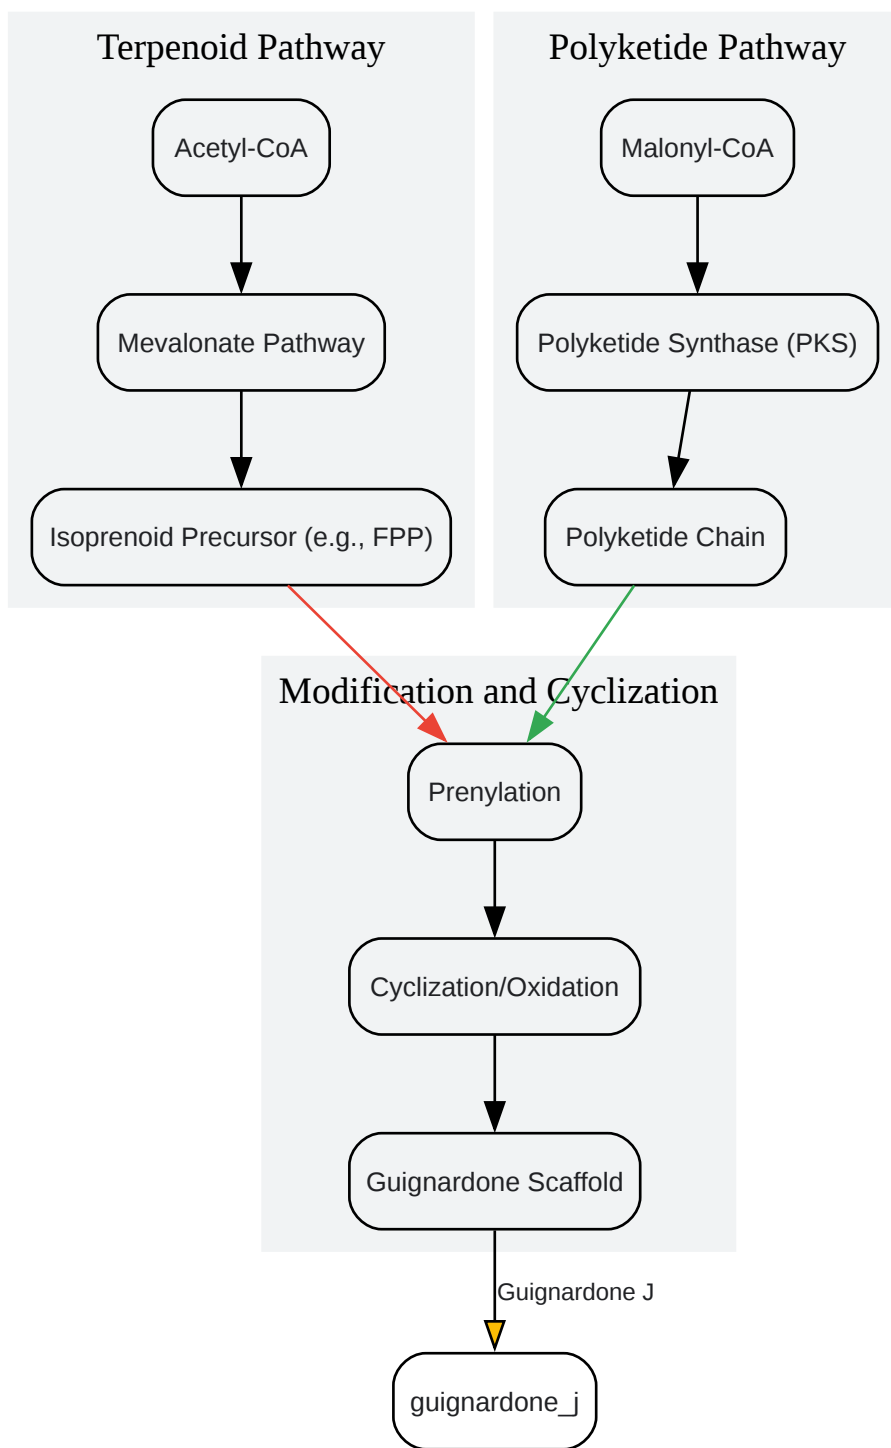 Terpenoid Pathway
Polyketide Pathway
Acetyl-CoA
Malonyl-CoA
Mevalonate Pathway
Polyketide Synthase (PKS)
Isoprenoid Precursor (e.g., FPP)
Polyketide Chain
Modification and Cyclization
Prenylation
Cyclization/Oxidation
Guignardone Scaffold
Guignardone J
guignardone_j